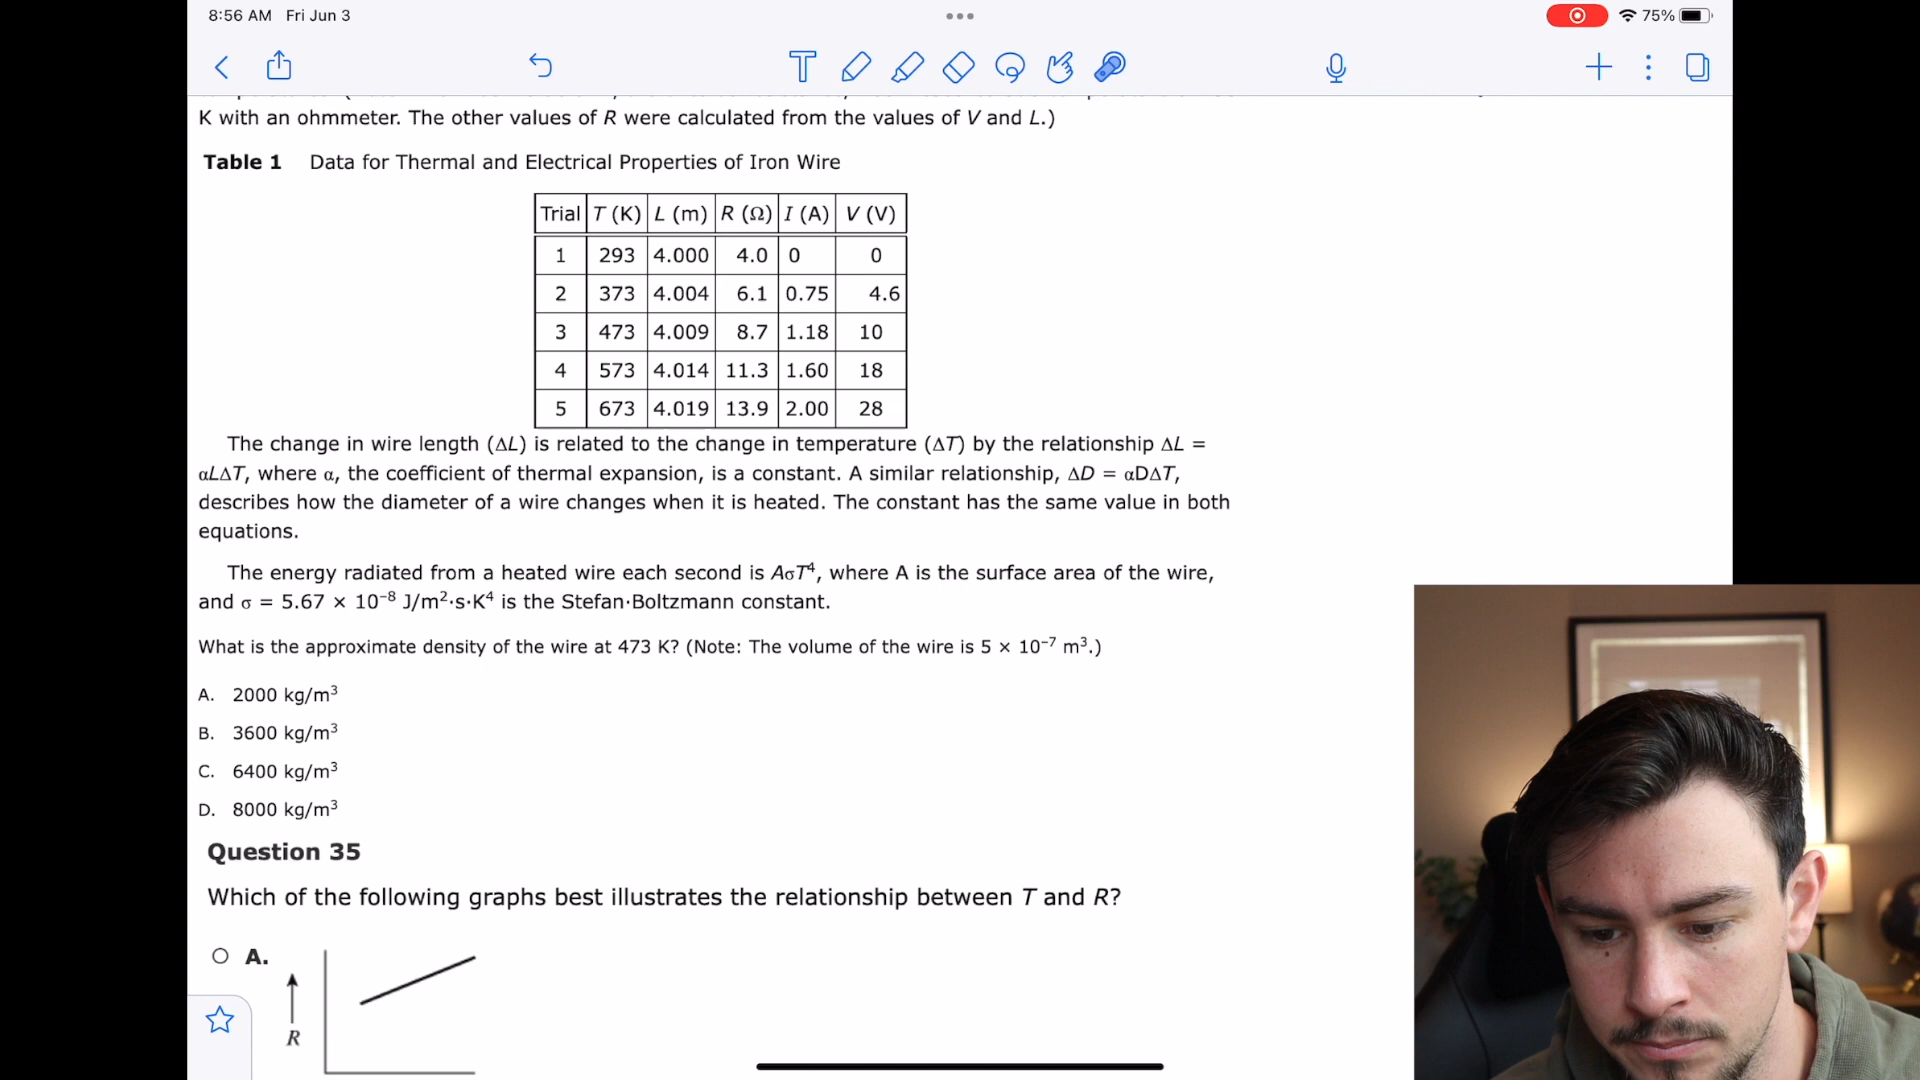 8:56 AM Fri Jun 3
75%
K with an ohmmeter. The other values of R were calculated from the values of V and L.)
Table 1 Data for Thermal and Electrical Properties of Iron Wire
Trial T (K) L (m) R (Ω) I (A) V (V)
1 293 4.000 4.0 0 0
2 373 4.004 6.1 0.75 4.6
3 473 4.009 8.7 1.18 10
4 573 4.014 11.3 1.60 18
5 673 4.019 13.9 2.00 28
The change in wire length (ΔL) is related to the change in temperature (ΔT) by the relationship ΔL =
αLΔT, where α, the coefficient of thermal expansion, is a constant. A similar relationship, ΔD = αDΔT,
describes how the diameter of a wire changes when it is heated. The constant has the same value in both
equations.
The energy radiated from a heated wire each second is AσT⁴, where A is the surface area of the wire,
and σ = 5.67 × 10⁻⁸ J/m²·s·K⁴ is the Stefan·Boltzmann constant.
What is the approximate density of the wire at 473 K? (Note: The volume of the wire is 5 × 10⁻⁷ m³.)
A. 2000 kg/m³
B. 3600 kg/m³
C. 6400 kg/m³
D. 8000 kg/m³
Question 35
Which of the following graphs best illustrates the relationship between T and R?
A.
R